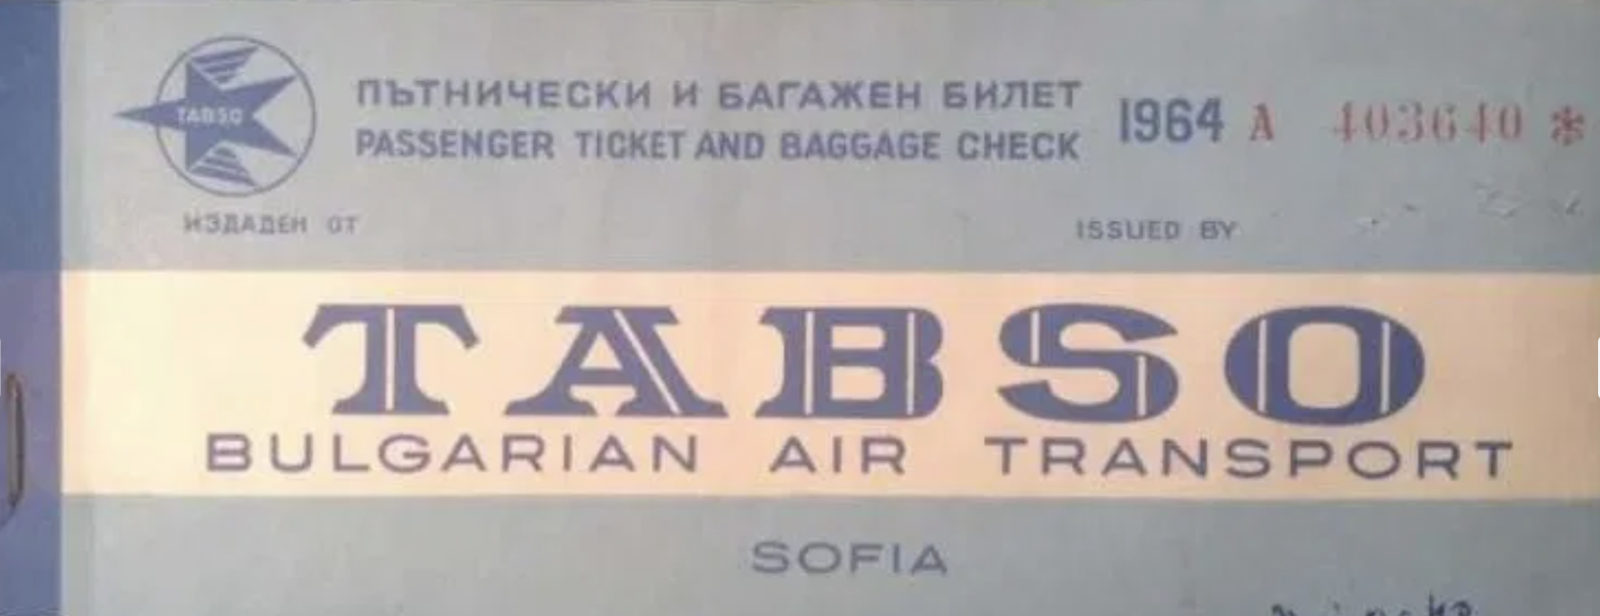 TABSO
ПЪТНИЧЕСКИ И БАГАЖЕН БИЛЕТ
PASSENGER TICKET AND BAGGAGE CHECK
1964 A 403640 *
ИЗДАДЕН ОТ
ISSUED BY
TABSO
BULGARIAN AIR TRANSPORT
SOFIA